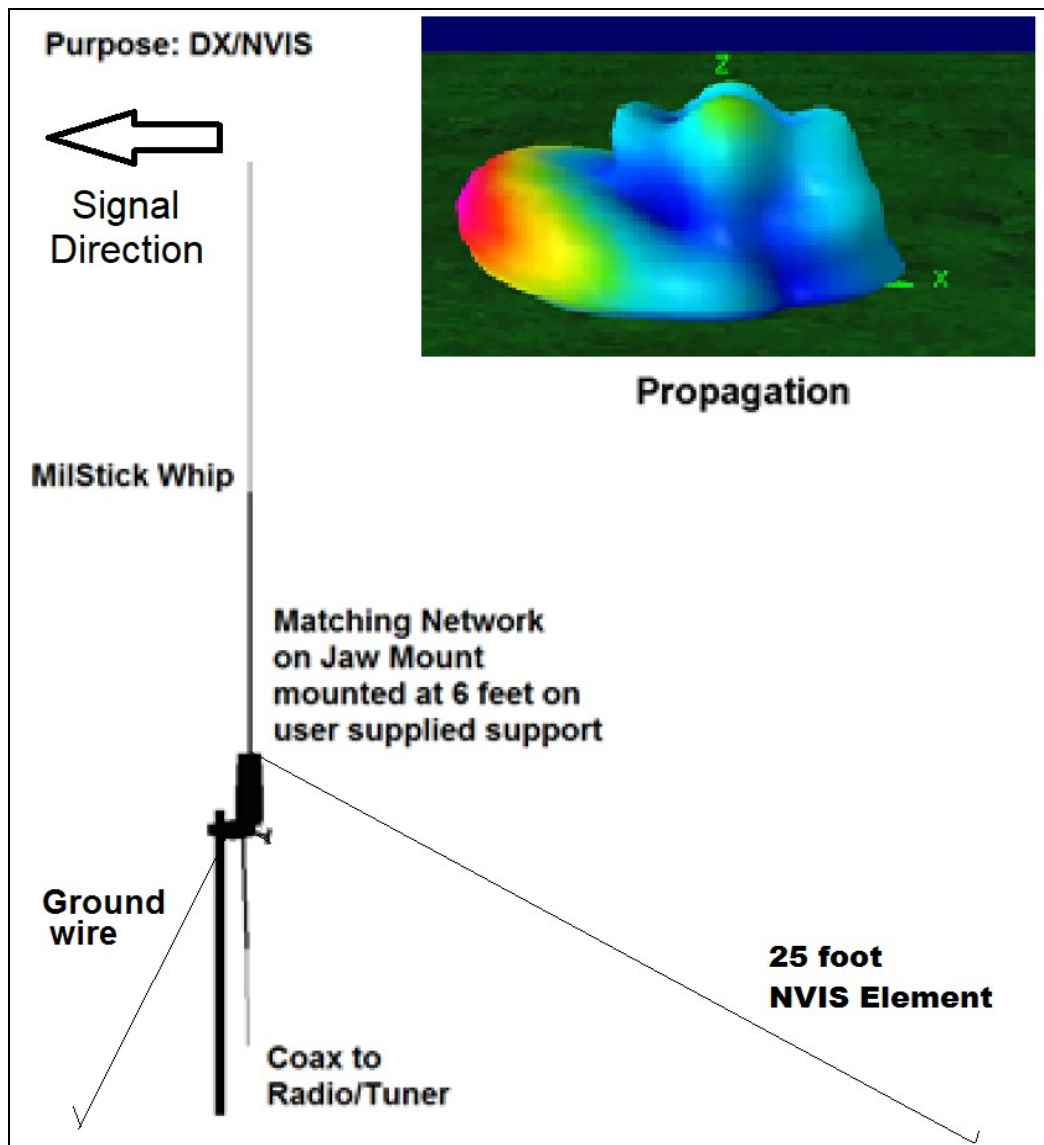 Purpose: DX/NVIS
Signal
Direction
Z
X
Propagation
MilStick Whip
Matching Network
on Jaw Mount
mounted at 6 feet on
user supplied support
Ground
wire
25 foot
NVIS Element
Coax to
Radio/Tuner